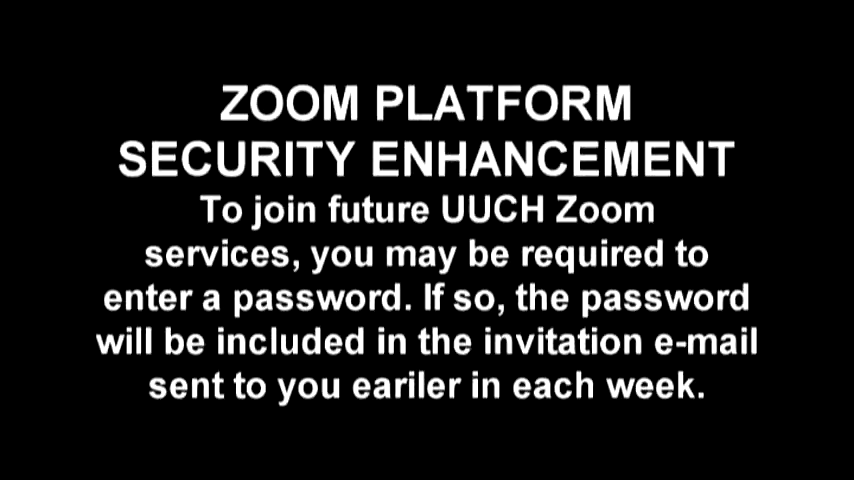 ZOOM PLATFORM
SECURITY ENHANCEMENT
To join future UUCH Zoom
services, you may be required to
enter a password. If so, the password
will be included in the invitation e-mail
sent to you eariler in each week.